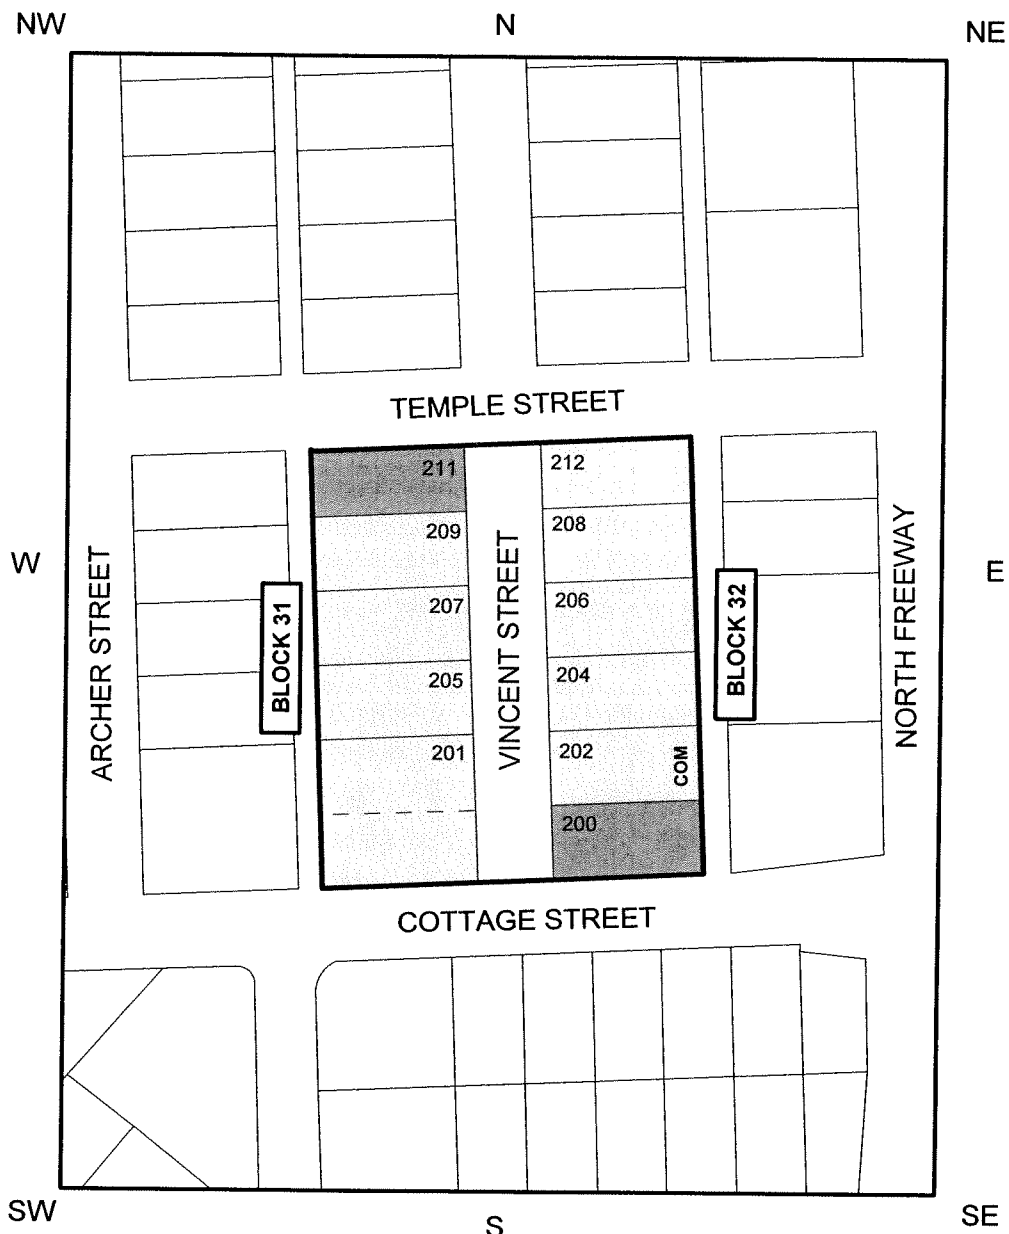 NW
N
NE
TEMPLE STREET
211
212
209
208
207
206
205
204
201
202
200
COM
BLOCK 31
BLOCK 32
VINCENT STREET
ARCHER STREET
NORTH FREEWAY
W
E
COTTAGE STREET
SW
S
SE